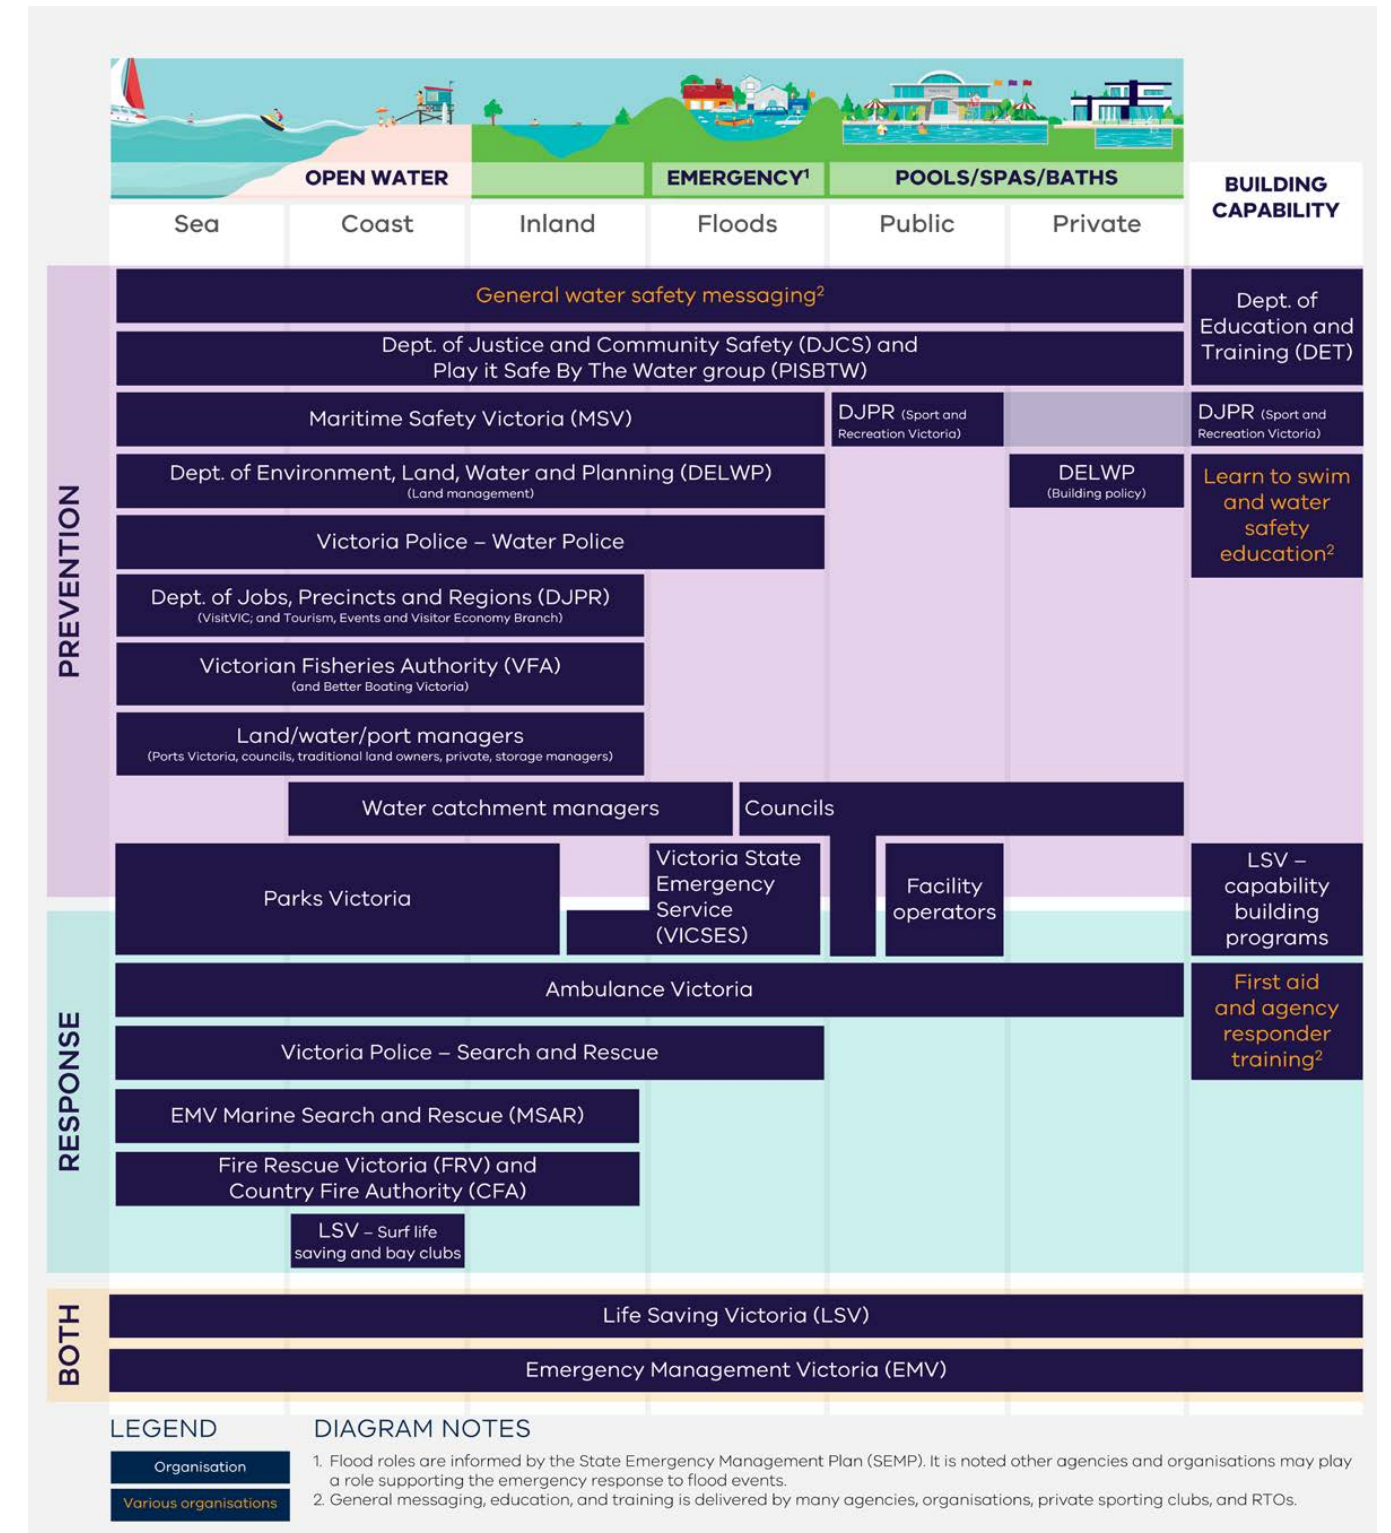 OPEN WATER
EMERGENCY¹
POOLS/SPAS/BATHS
BUILDING
CAPABILITY
Sea
Coast
Inland
Floods
Public
Private
PREVENTION
General water safety messaging²
Dept. of
Education and
Training (DET)
Dept. of Justice and Community Safety (DJCS) and
Play it Safe By The Water group (PISBTW)
Maritime Safety Victoria (MSV)
DJPR (Sport and
Recreation Victoria)
DJPR (Sport and
Recreation Victoria)
Dept. of Environment, Land, Water and Planning (DELWP)
(Land management)
DELWP
(Building policy)
Learn to swim
and water
safety
education²
Victoria Police – Water Police
Dept. of Jobs, Precincts and Regions (DJPR)
(VisitVIC; and Tourism, Events and Visitor Economy Branch)
Victorian Fisheries Authority (VFA)
(and Better Boating Victoria)
Land/water/port managers
(Ports Victoria, councils, traditional land owners, private, storage managers)
Water catchment managers
Councils
Parks Victoria
Victoria State
Emergency
Service
(VICSES)
Facility
operators
LSV –
capability
building
programs
RESPONSE
Ambulance Victoria
First aid
and agency
responder
training²
Victoria Police – Search and Rescue
EMV Marine Search and Rescue (MSAR)
Fire Rescue Victoria (FRV) and
Country Fire Authority (CFA)
LSV – Surf life
saving and bay clubs
BOTH
Life Saving Victoria (LSV)
Emergency Management Victoria (EMV)
LEGEND
Organisation
Various organisations
DIAGRAM NOTES
1. Flood roles are informed by the State Emergency Management Plan (SEMP). It is noted other agencies and organisations may play
a role supporting the emergency response to flood events.
2. General messaging, education, and training is delivered by many agencies, organisations, private sporting clubs, and RTOs.